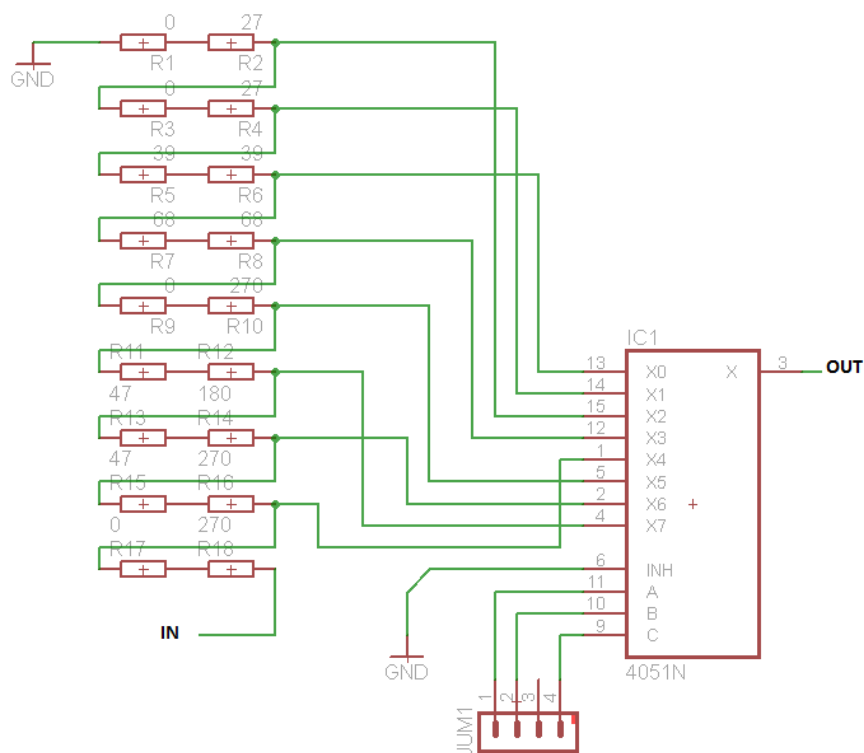 0 27
GND R1 R2
0 27
R3 R4
39 39
R5 R6
68 68
R7 R8
0 270
R9 R10
R11 R12
47 180
R13 R14
47 270
R15 R16
0 270
R17 R18
IN
IC1
13 X0 X 3 OUT
14 X1
15 X2
12 X3
1 X4
5 X5
2 X6
4 X7
6 INH
11 A
10 B
9 C
GND 4051N
1 2 3 4
JUM1